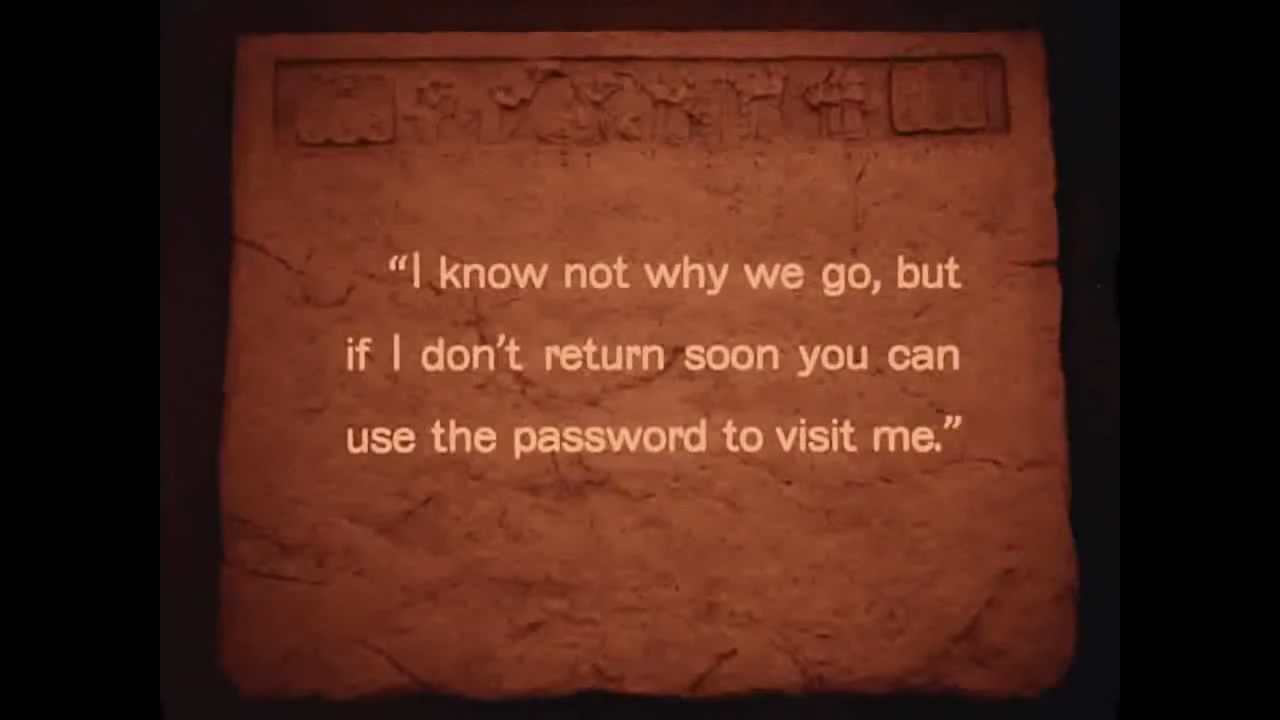 “I know not why we go, but
if I don’t return soon you can
use the password to visit me.”